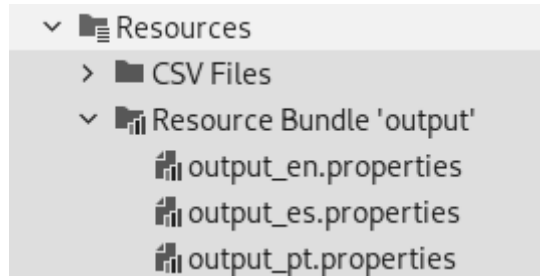 Resources
CSV Files
Resource Bundle 'output'
output_en.properties
output_es.properties
output_pt.properties